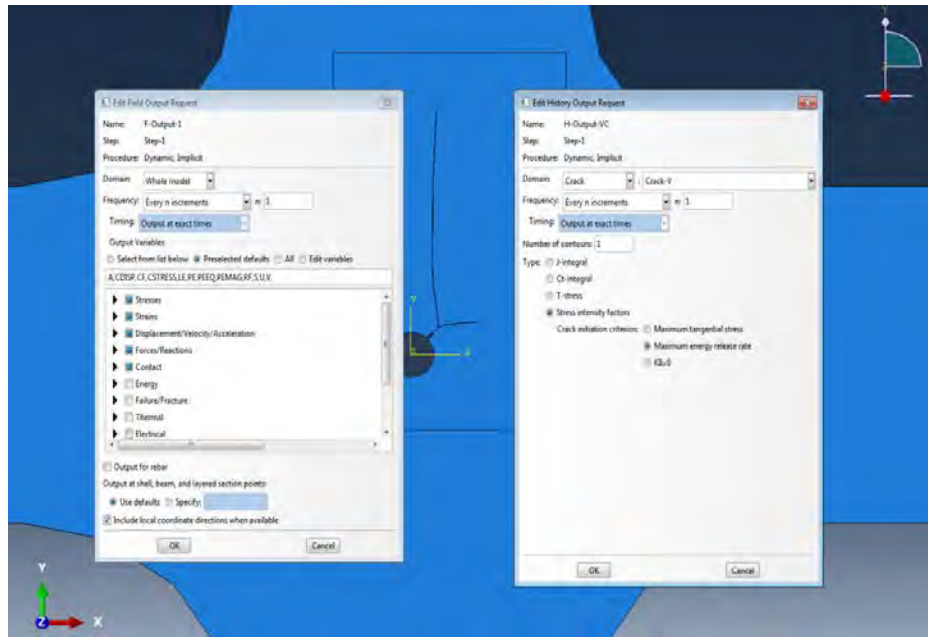 Edit Field Output Request
Name: F-Output-1
Step: Step-1
Procedure: Dynamic, Implicit
Domain: Whole model
Frequency: Every n increments n: 1
Timing: Output at exact times
Output Variables
Select from list below Preselected defaults All Edit variables
A,CDISP,CF,CSTRESS,LE,PE,PEEQ,PEMAG,RF,S,U,V,
Stresses
Strains
Displacement/Velocity/Acceleration
Forces/Reactions
Contact
Energy
Failure/Fracture
Thermal
Electrical
Output for rebar
Output at shell, beam, and layered section points:
Use defaults Specify:
Include local coordinate directions when available
OK Cancel
Edit History Output Request
Name: H-Output-VC
Step: Step-1
Procedure: Dynamic, Implicit
Domain: Crack : Crack-V
Frequency: Every n increments n: 1
Timing: Output at exact times
Number of contours: 1
Type: J-integral
Ct-integral
T-stress
Stress intensity factors
Crack initiation criterion: Maximum tangential stress
Maximum energy release rate
KII=0
OK Cancel
Y
Z X